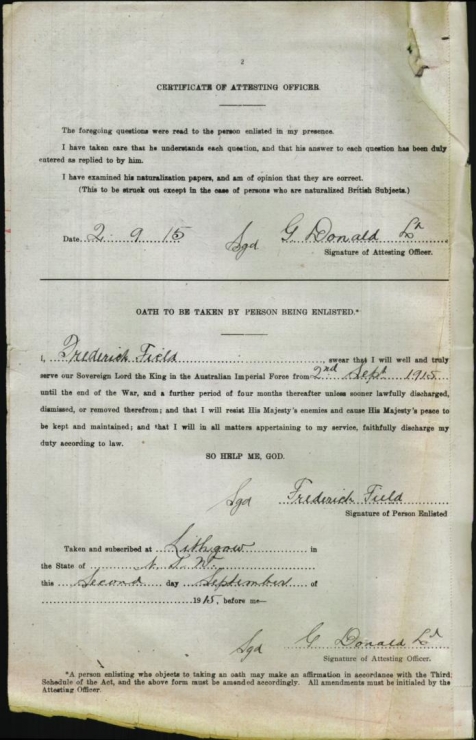 2
CERTIFICATE OF ATTESTING OFFICER
The foregoing questions were read to the person enlisted in my presence.
I have taken care that he understands each question, and that his answer to each question has been duly
entered as replied to by him.
I have examined his naturalization papers, and am of opinion that they are correct.
(This to be struck out except in the case of persons who are naturalized British Subjects.)
Date 2 9 15 Sgd G Donald Lt
Signature of Attesting Officer.
OATH TO BE TAKEN BY PERSON BEING ENLISTED.*
I, Frederick Field, swear that I will well and truly
serve our Sovereign Lord the King in the Australian Imperial Force from 2nd Sept 1915
until the end of the War, and a further period of four months thereafter unless sooner lawfully discharged,
dismissed, or removed therefrom; and that I will resist His Majesty's enemies and cause His Majesty's peace to
be kept and maintained; and that I will in all matters appertaining to my service, faithfully discharge my
duty according to law.
SO HELP ME, GOD.
Sgd Frederick Field
Signature of Person Enlisted
Taken and subscribed at Lithgow in
the State of N.S.W.
this Second day September of
1915, before me—
Sgd G Donald Lt
Signature of Attesting Officer.
*A person enlisting who objects to taking an oath may make an affirmation in accordance with the Third
Schedule of the Act, and the above form must be amended accordingly. All amendments must be initialed by the
Attesting Officer.